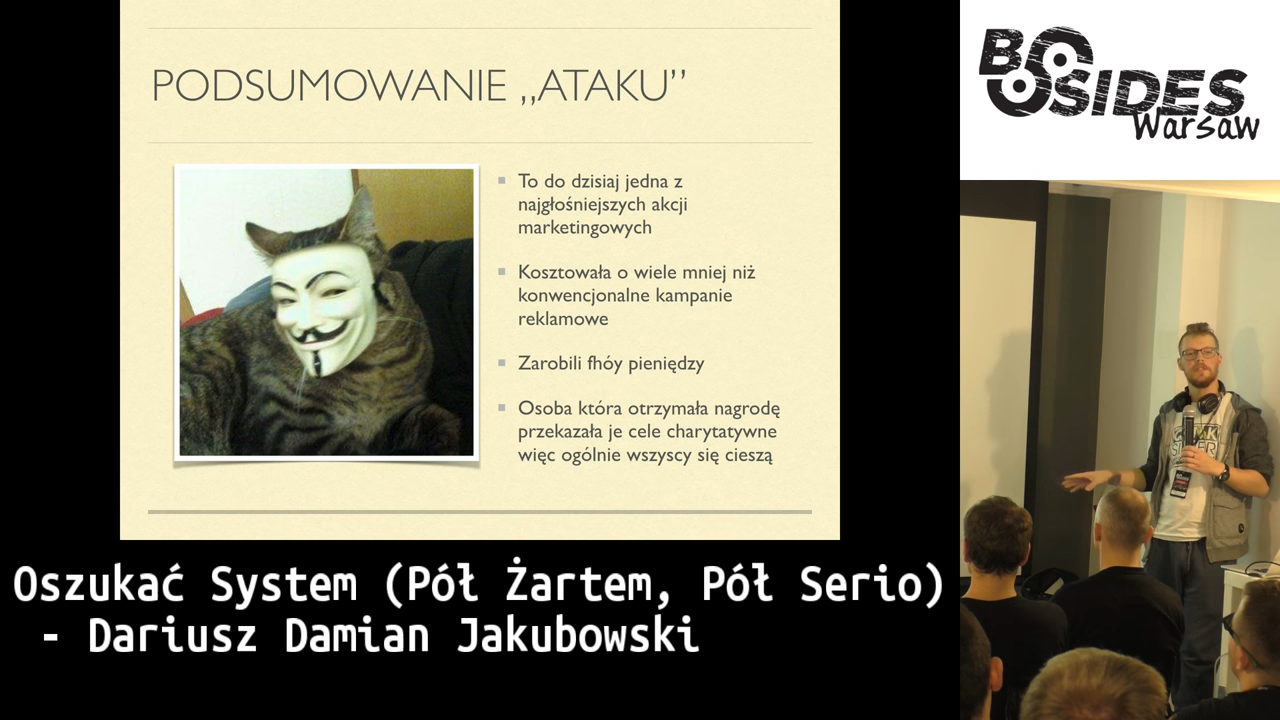 PODSUMOWANIE „ATAKU”
To do dzisiaj jedna z
najgłośniejszych akcji
marketingowych
Kosztowała o wiele mniej niż
konwencjonalne kampanie
reklamowe
Zarobili fhóy pieniędzy
Osoba która otrzymała nagrodę
przekazała je cele charytatywne
więc ogólnie wszyscy się cieszą
BSIDES
Warsaw
Oszukać System (Pół Żartem, Pół Serio)
- Dariusz Damian Jakubowski